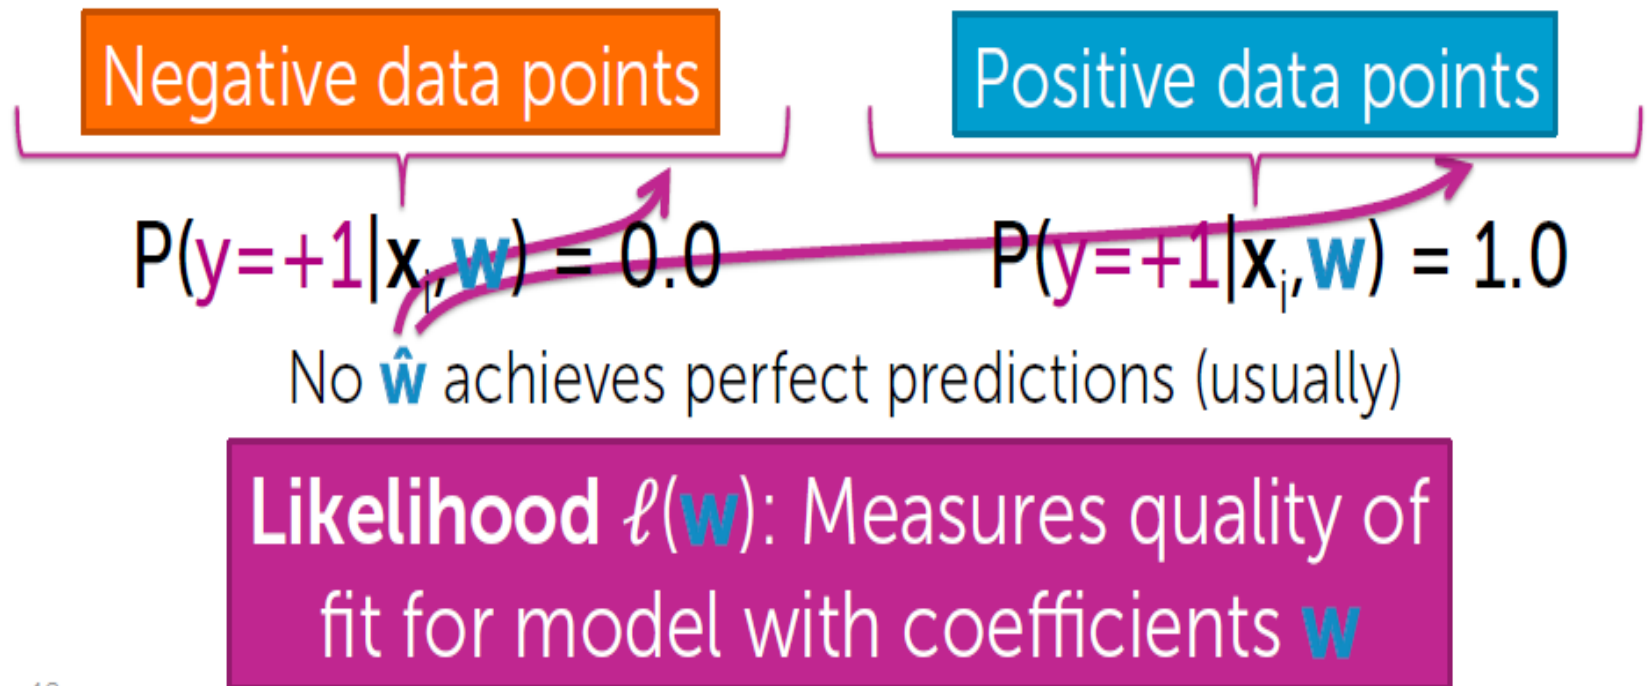 Negative data points
Positive data points
P(y=+1|xᵢ,w) = 0.0
P(y=+1|xᵢ,w) = 1.0
No ŵ achieves perfect predictions (usually)
Likelihood ℓ(w): Measures quality of
fit for model with coefficients w